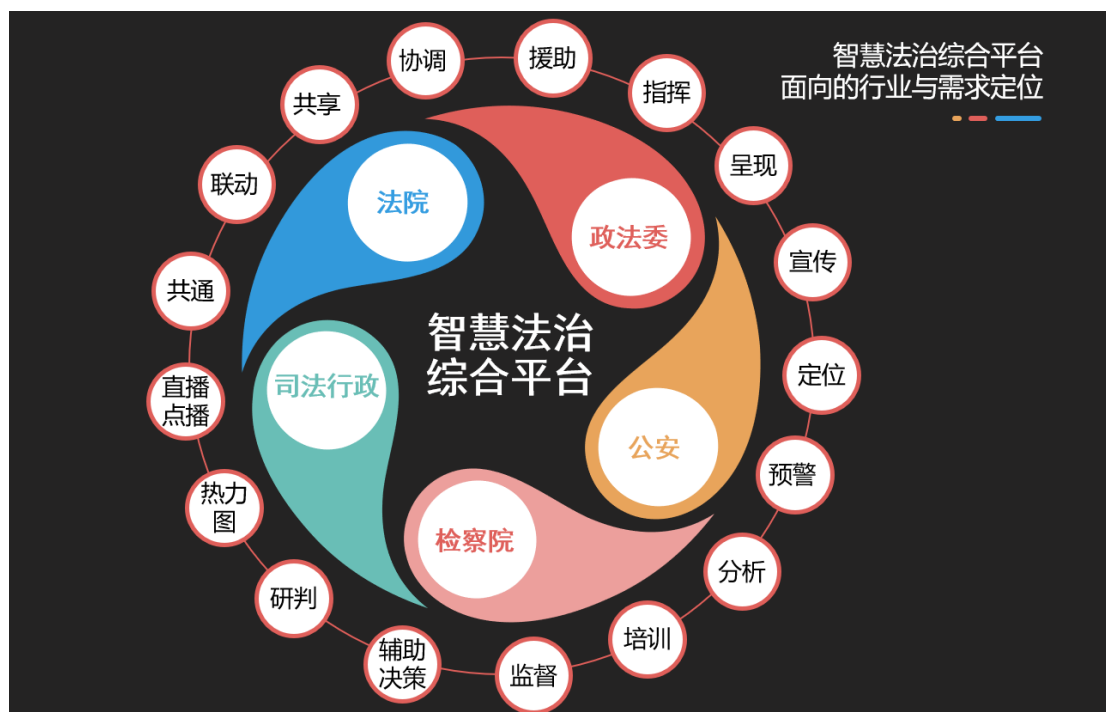 智慧法治综合平台
面向的行业与需求定位
协调
援助
指挥
呈现
宣传
定位
预警
分析
培训
监督
辅助
决策
研判
热力
图
直播
点播
共通
联动
共享
法院
政法委
公安
检察院
司法行政
智慧法治
综合平台